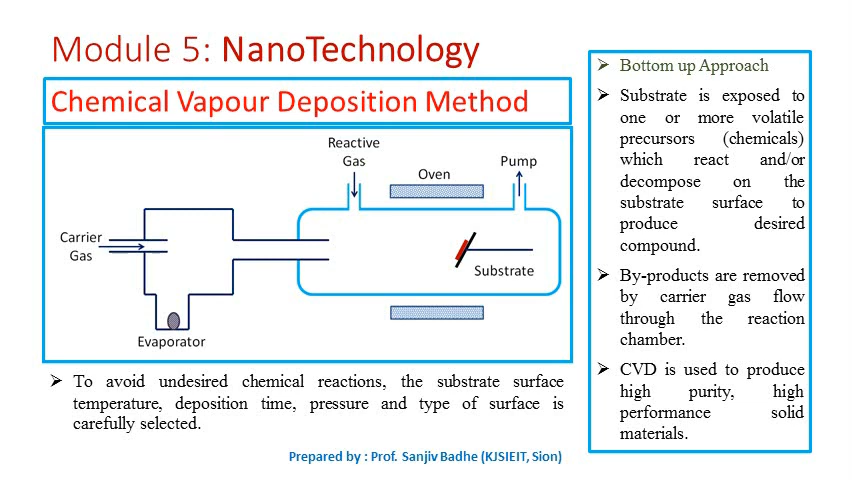 Module 5: NanoTechnology
Chemical Vapour Deposition Method
Reactive
Gas
Oven
Pump
Carrier
Gas
Substrate
Evaporator
➢ To avoid undesired chemical reactions, the substrate surface
temperature, deposition time, pressure and type of surface is
carefully selected.
➢ Bottom up Approach
➢ Substrate is exposed to
one or more volatile
precursors (chemicals)
which react and/or
decompose on the
substrate surface to
produce desired
compound.
➢ By-products are removed
by carrier gas flow
through the reaction
chamber.
➢ CVD is used to produce
high purity, high
performance solid
materials.
Prepared by : Prof. Sanjiv Badhe (KJSIEIT, Sion)